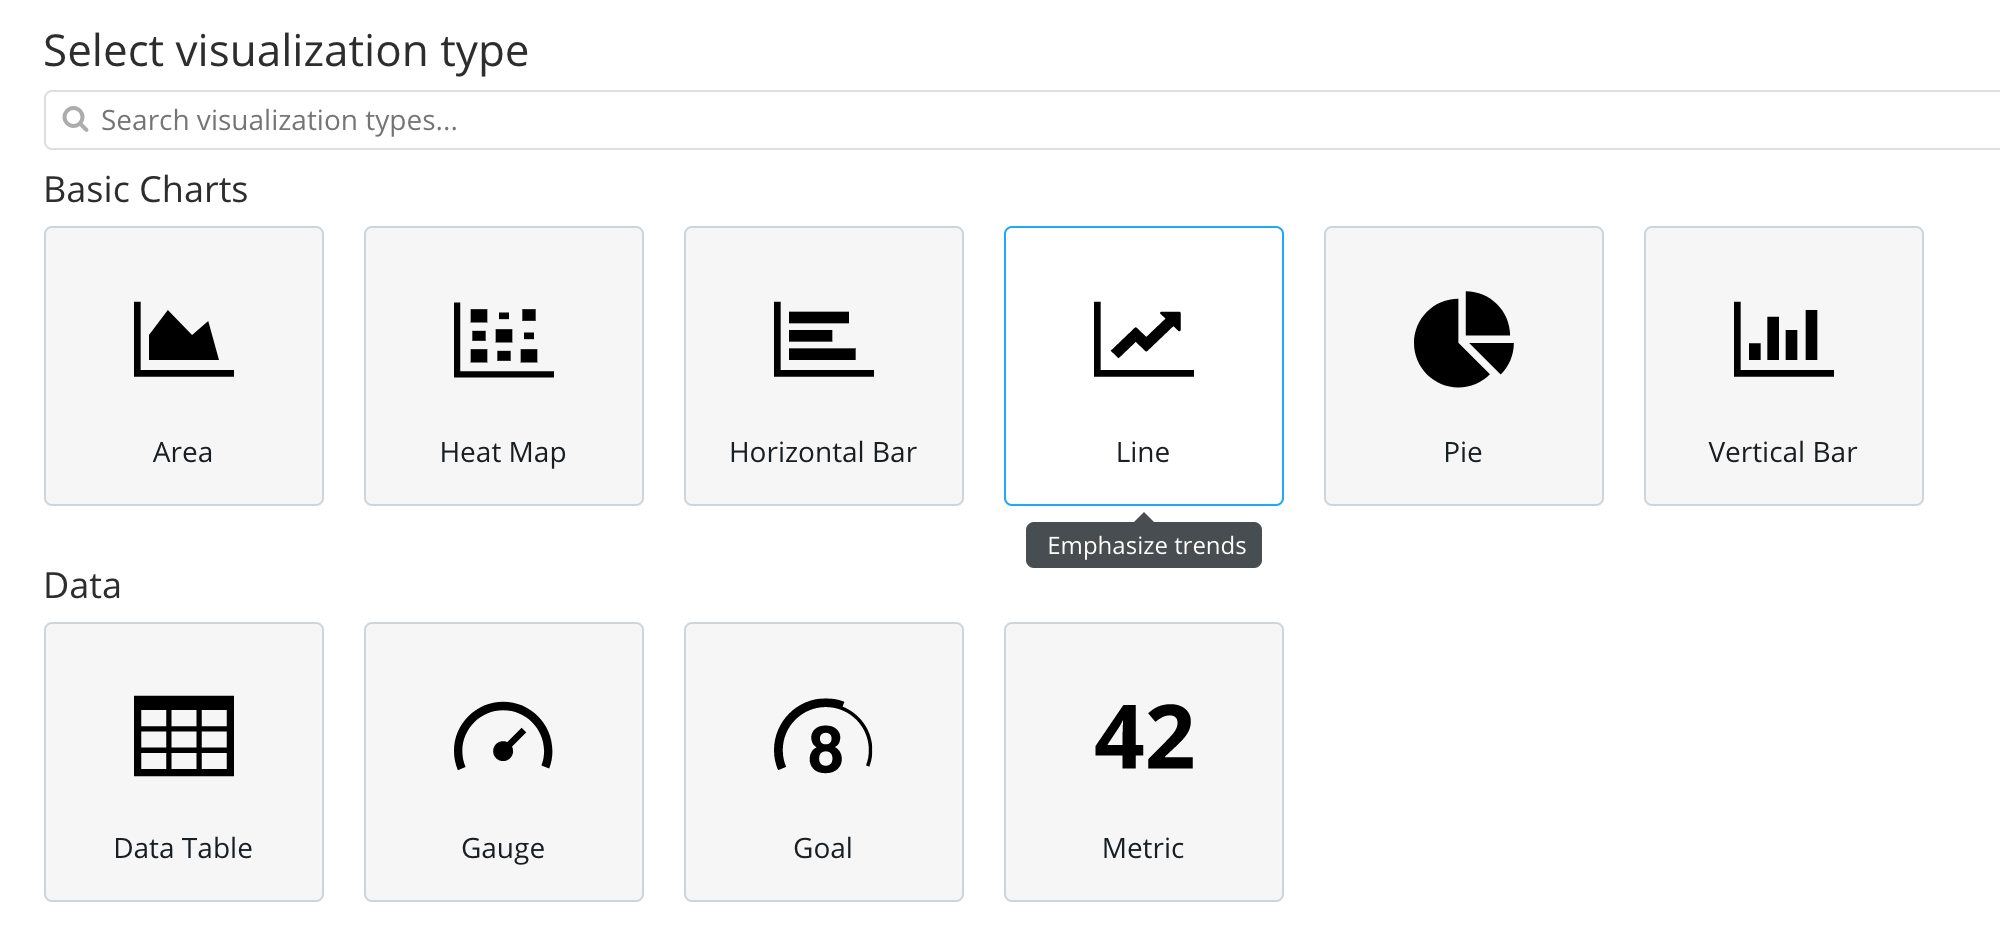 Select visualization type
Search visualization types...
Basic Charts
Area
Heat Map
Horizontal Bar
Line
Pie
Vertical Bar
Emphasize trends
Data
8
42
Data Table
Gauge
Goal
Metric